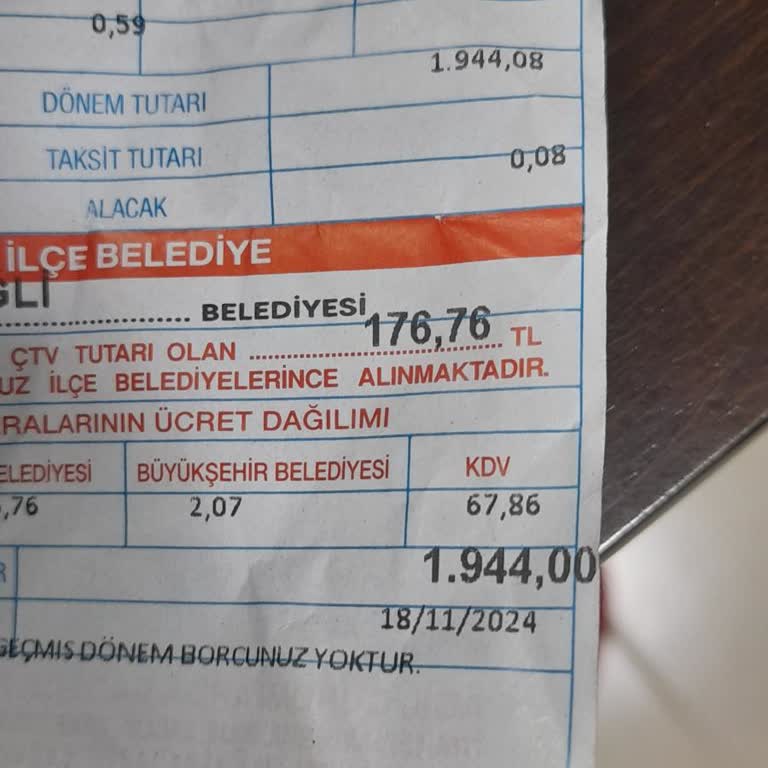 0,59
1.944,08
DÖNEM TUTARI
TAKSİT TUTARI
0,08
ALACAK
İLÇE BELEDİYE
GLİ
BELEDİYESİ
176,76
ÇTV TUTARI OLAN TL
UZ İLÇE BELEDİYELERİNCE ALINMAKTADIR.
RALARININ ÜCRET DAĞILIMI
ELEDİYESİ BÜYÜKŞEHİR BELEDİYESİ KDV
,76 2,07 67,86
R 1.944,00
18/11/2024
GEÇMİS DÖNEM BORCUNUZ YOKTUR.